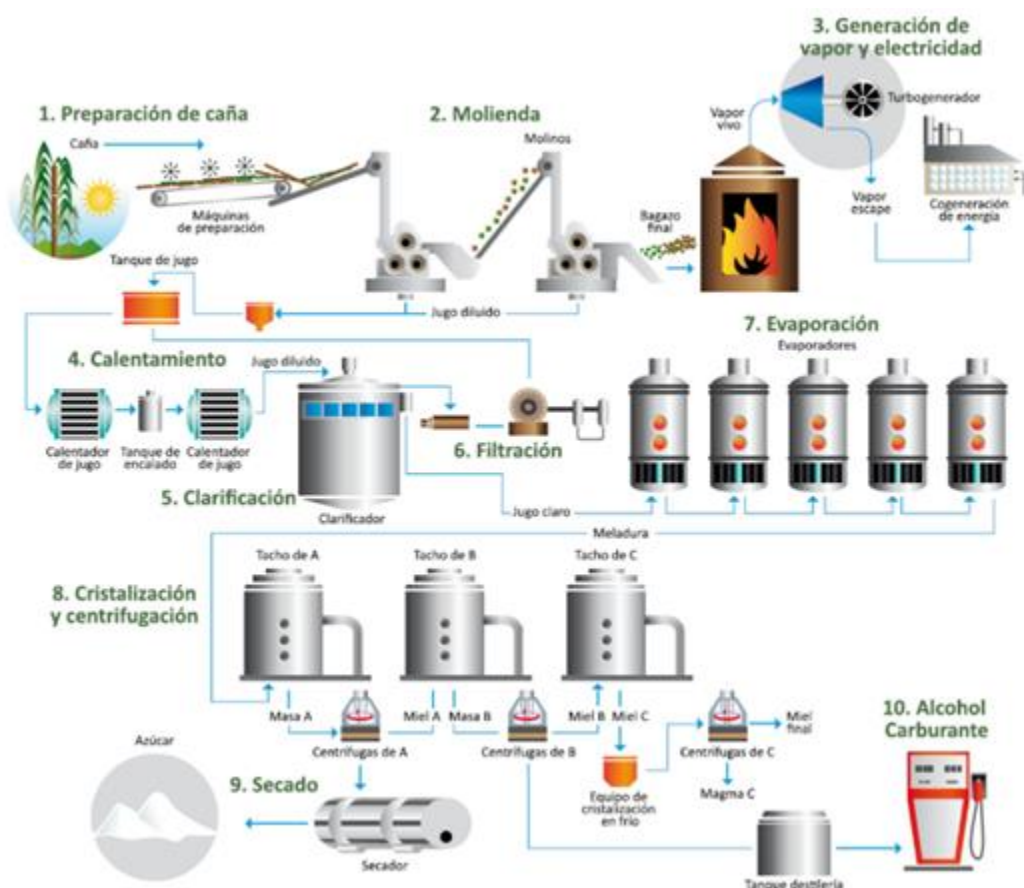 3. Generación de
vapor y electricidad
1. Preparación de caña
2. Molienda
Caña
Máquinas
de preparación
Molinos
Vapor
vivo
Turbogenerador
Bagazo
final
Vapor
escape
Cogeneración
de energía
Tanque de jugo
Jugo diluido
7. Evaporación
Evaporadores
4. Calentamiento
Jugo diluido
Calentador
de jugo
Tanque de
encalado
Calentador
de jugo
6. Filtración
5. Clarificación
Clarificador
Jugo claro
Meladura
Tacho de A
Tacho de B
Tacho de C
8. Cristalización
y centrifugación
Masa A
Miel A
Masa B
Miel B
Miel C
Miel
final
Centrífugas de A
Centrífugas de B
Centrífugas de C
10. Alcohol
Carburante
Azúcar
9. Secado
Secador
Equipo de
cristalización
en frío
Magma C
Tanque destilería